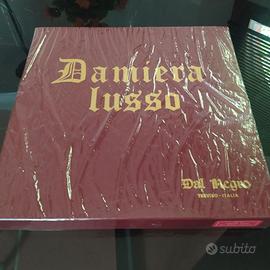 Damiera
lusso
Dal Negro
TREVISO - ITALIA
subito